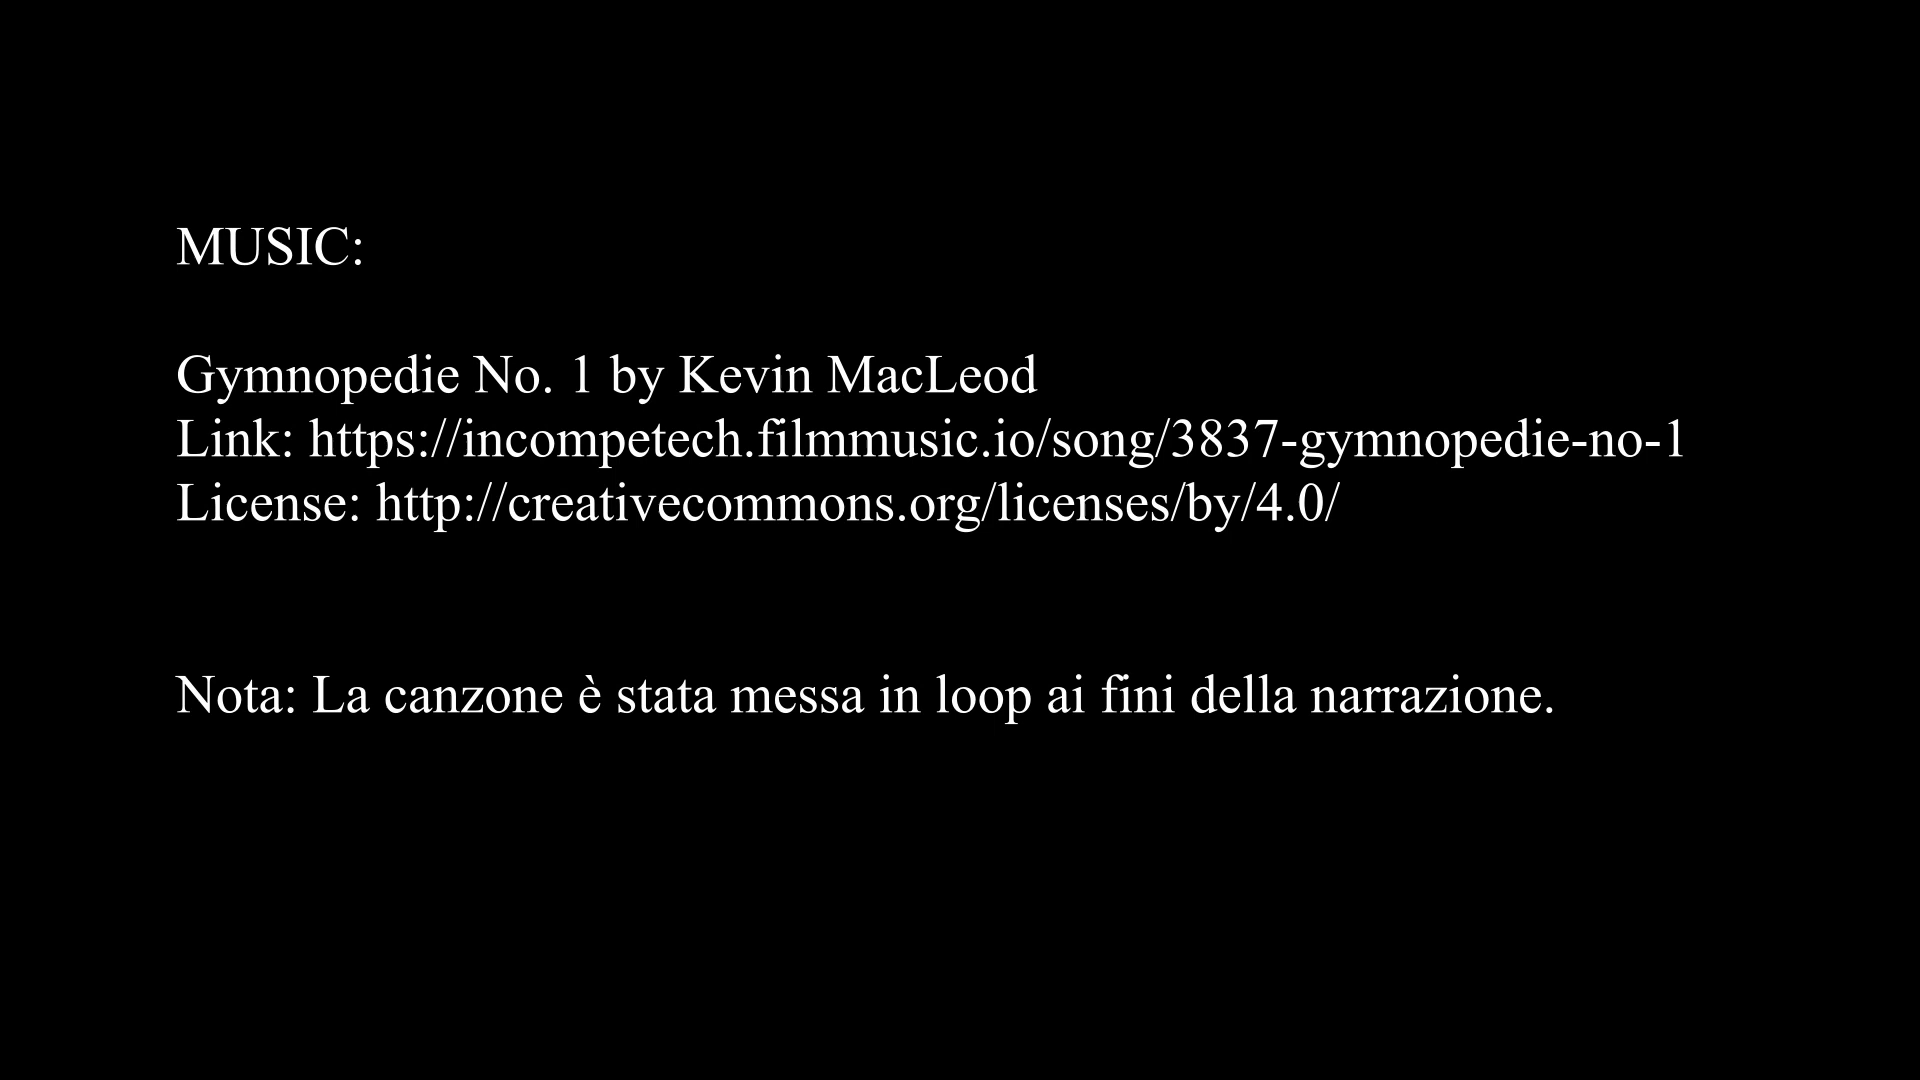 MUSIC:
Gymnopedie No. 1 by Kevin MacLeod
Link: https://incompetech.filmmusic.io/song/3837-gymnopedie-no-1
License: http://creativecommons.org/licenses/by/4.0/
Nota: La canzone è stata messa in loop ai fini della narrazione.